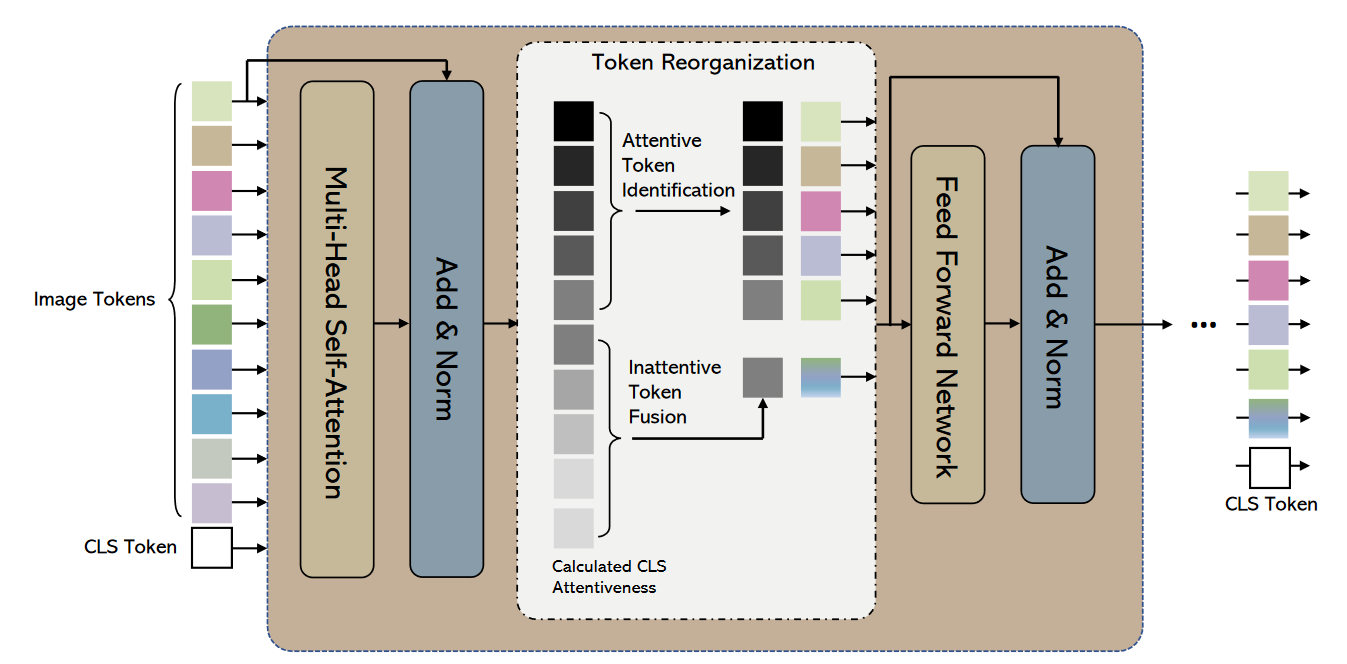 Token Reorganization
Image Tokens
CLS Token
Multi-Head Self-Attention
Add & Norm
Attentive
Token
Identification
Inattentive
Token
Fusion
Calculated CLS
Attentiveness
Feed Forward Network
Add & Norm
...
CLS Token